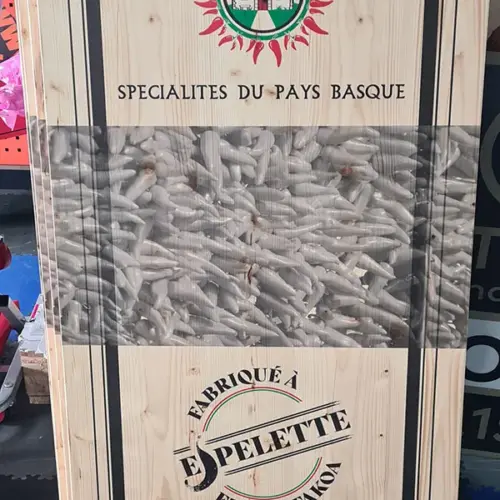 SPECIALITES DU PAYS BASQUE
FABRIQUÉ À
ESPELETTE